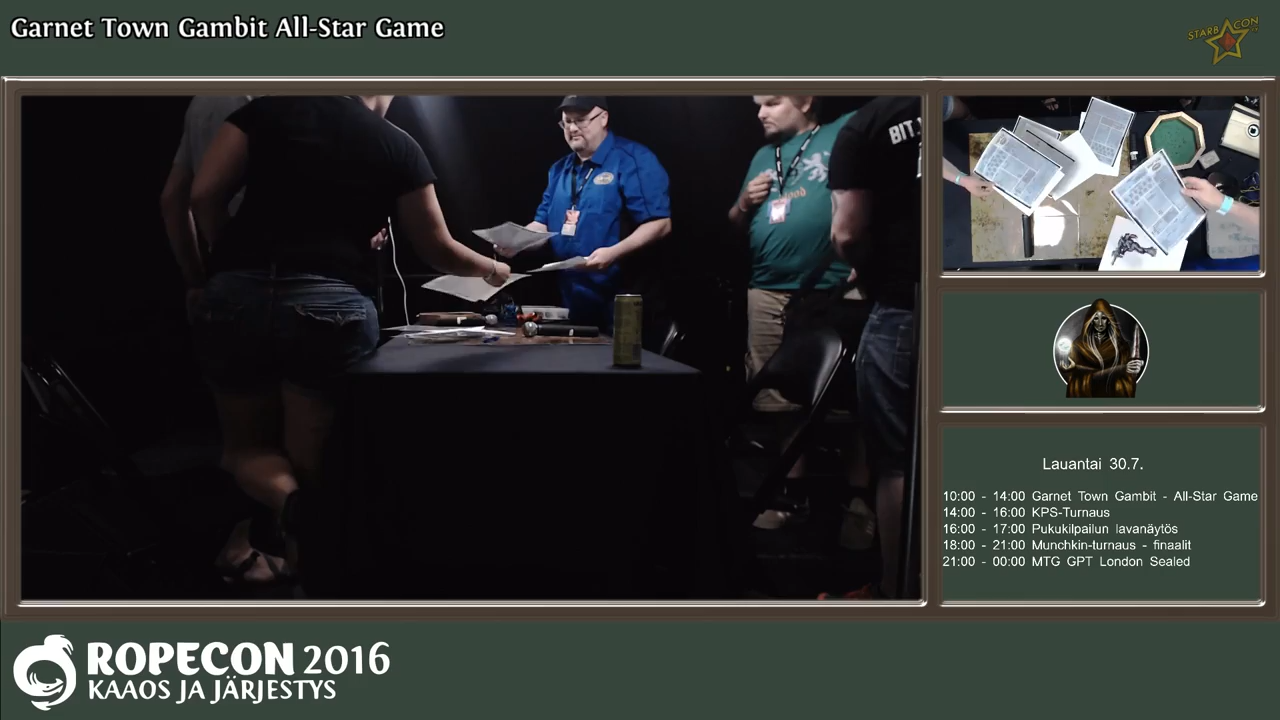 Garnet Town Gambit All-Star Game
STARBACON
BIT
Lauantai 30.7.
10:00 - 14:00 Garnet Town Gambit - All-Star Game
14:00 - 16:00 KPS-Turnaus
16:00 - 17:00 Pukukilpailun lavanäytös
18:00 - 21:00 Munchkin-turnaus - finaalit
21:00 - 00:00 MTG GPT London Sealed
ROPECON 2016
KAAOS JA JÄRJESTYS